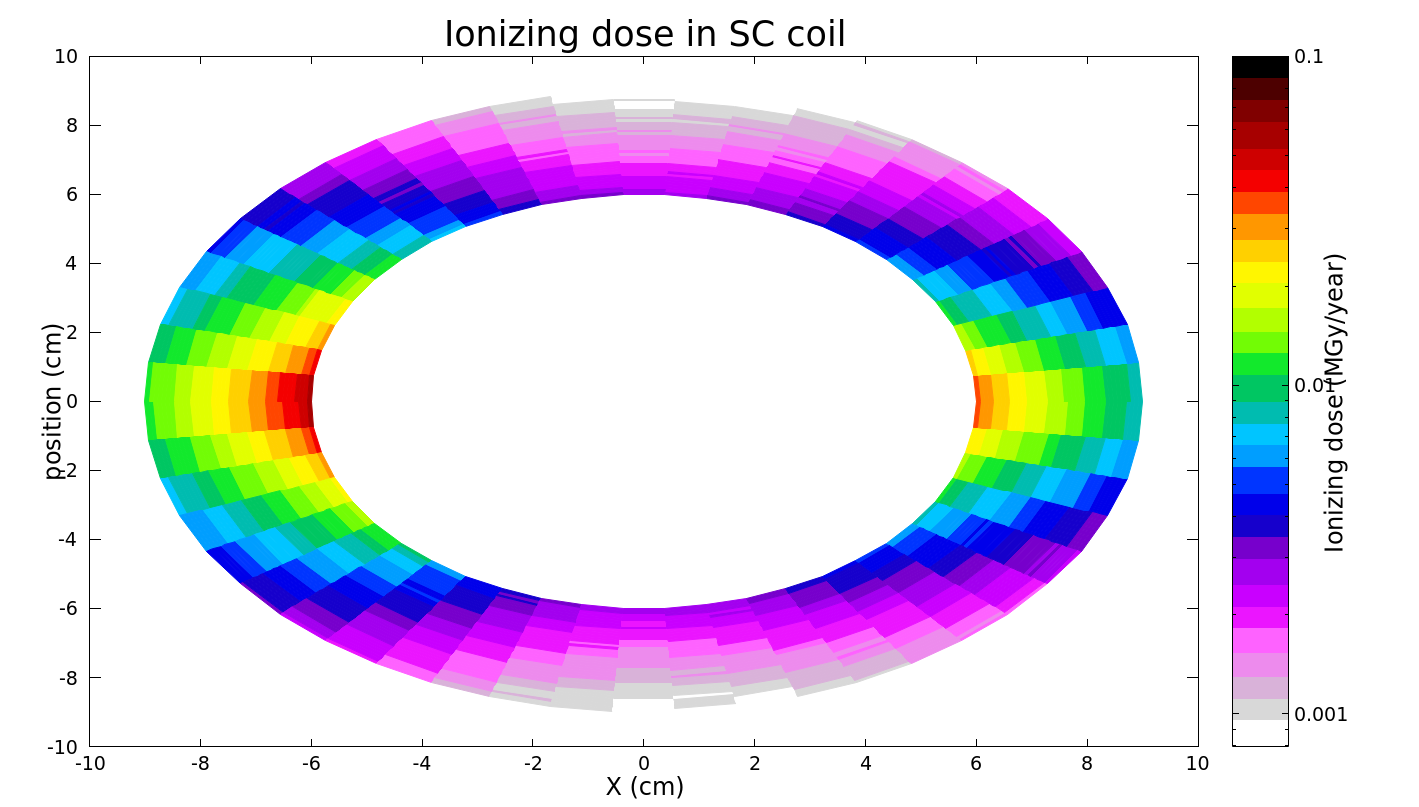 Ionizing dose in SC coil
10
8
6
4
2
0
-2
-4
-6
-8
-10
position (cm)
-10 -8 -6 -4 -2 0 2 4 6 8 10
X (cm)
0.1
0.01
0.001
Ionizing dose (MGy/year)